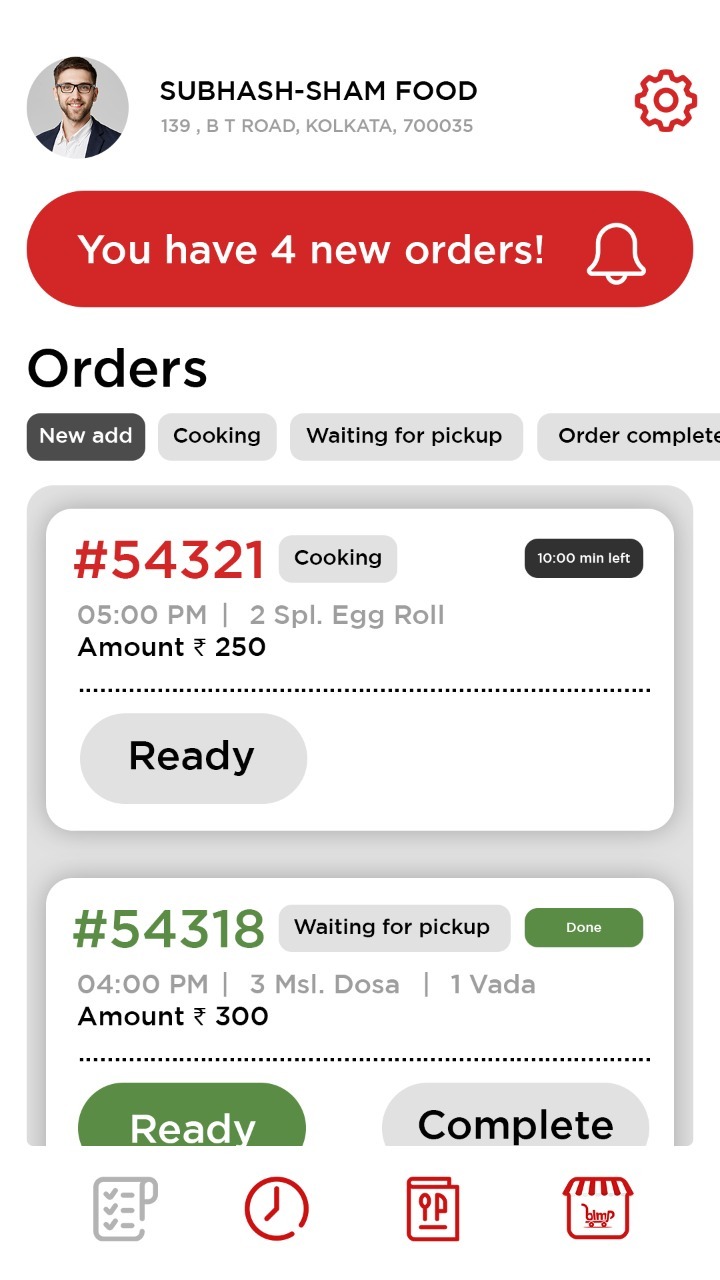 SUBHASH-SHAM FOOD
139 , B T ROAD, KOLKATA, 700035
You have 4 new orders!
Orders
New add Cooking Waiting for pickup Order complete
#54321 Cooking 10:00 min left
05:00 PM | 2 Spl. Egg Roll
Amount ₹ 250
Ready
#54318 Waiting for pickup Done
04:00 PM | 3 Msl. Dosa | 1 Vada
Amount ₹ 300
Ready Complete
blmp